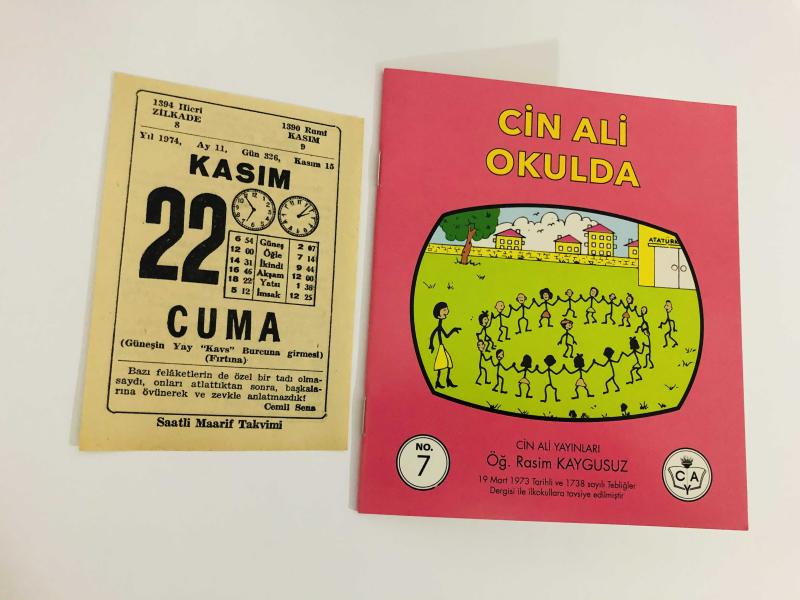 1394 Hicri
ZİLKADE
8
1390 Rumi
KASIM
9
Yıl 1974, Ay 11, Gün 326, Kasım 15
KASIM
22
6 54 Güneş 2 07
12 00 Öğle 7 14
14 31 İkindi 9 44
16 46 Akşam 12 00
18 22 Yatsı 1 38
5 12 İmsak 12 25
CUMA
(Güneşin Yay "Kavs" Burcuna girmesi)
(Fırtına)
Bazı felâketlerin de özel bir tadı olma-
saydı, onları atlattıktan sonra, başkala-
rına övünerek ve zevkle anlatmazdık!
Cemil Sena
Saatli Maarif Takvimi
CİN ALİ
OKULDA
ATATÜRK
NO.
7
CİN ALİ YAYINLARI
Öğ. Rasim KAYGUSUZ
19 Mart 1973 Tarihli ve 1738 sayılı Tebliğler
Dergisi ile ilkokullara tavsiye edilmiştir
C A
Y